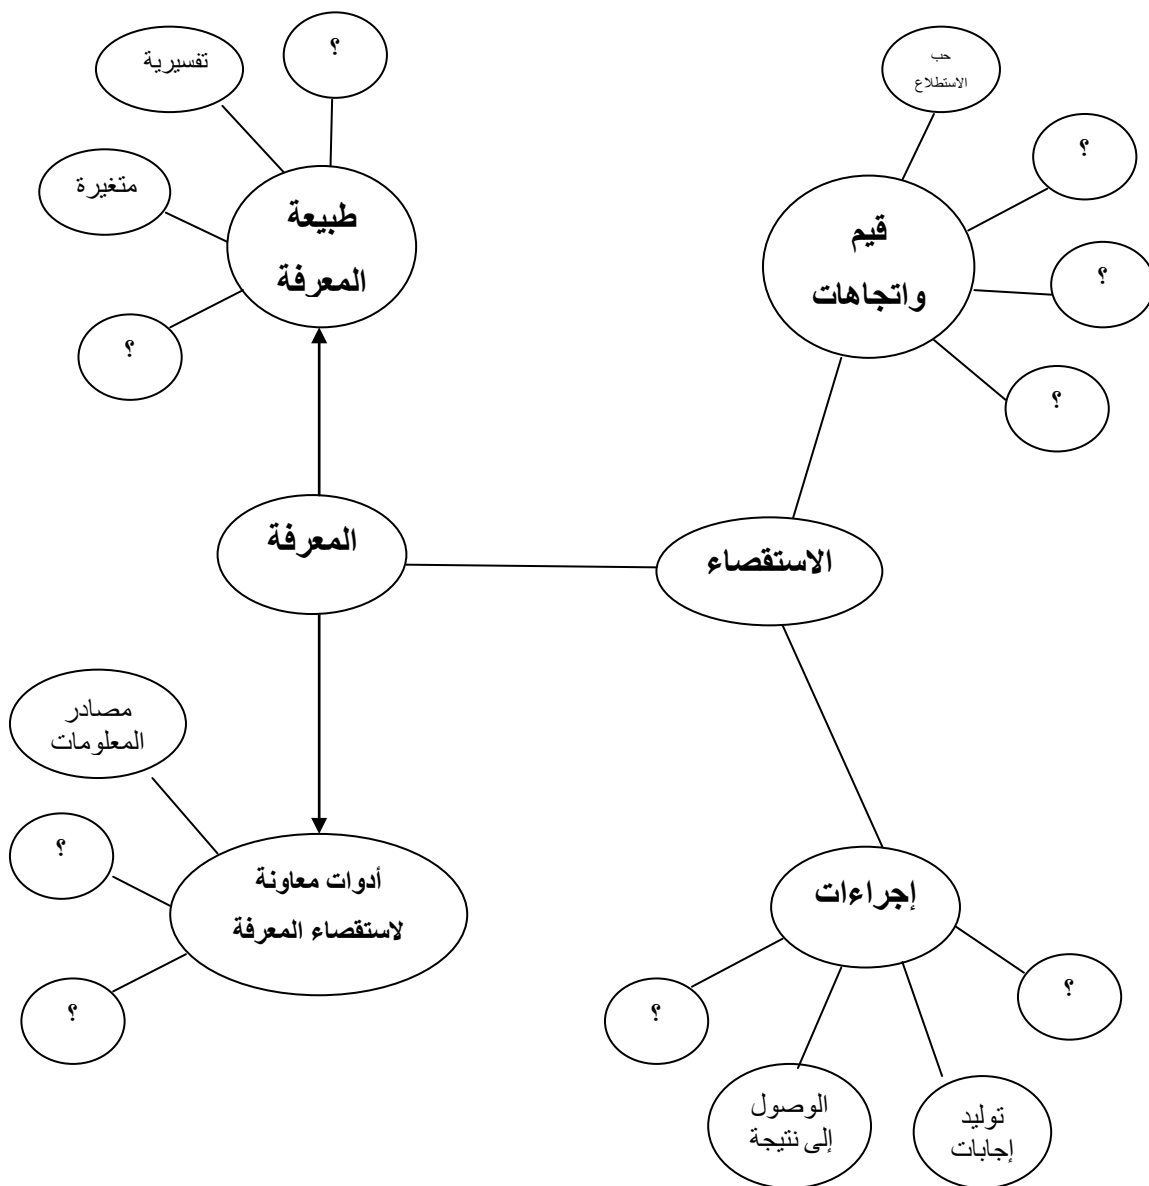 حب
الاستطلاع
؟
؟
؟
قيم
واتجاهات
؟
تفسيرية
متغيرة
؟
طبيعة
المعرفة
الاستقصاء
المعرفة
مصادر
المعلومات
؟
؟
أدوات معاونة
لاستقصاء المعرفة
إجراءات
؟
توليد
إجابات
الوصول
إلى نتيجة
؟